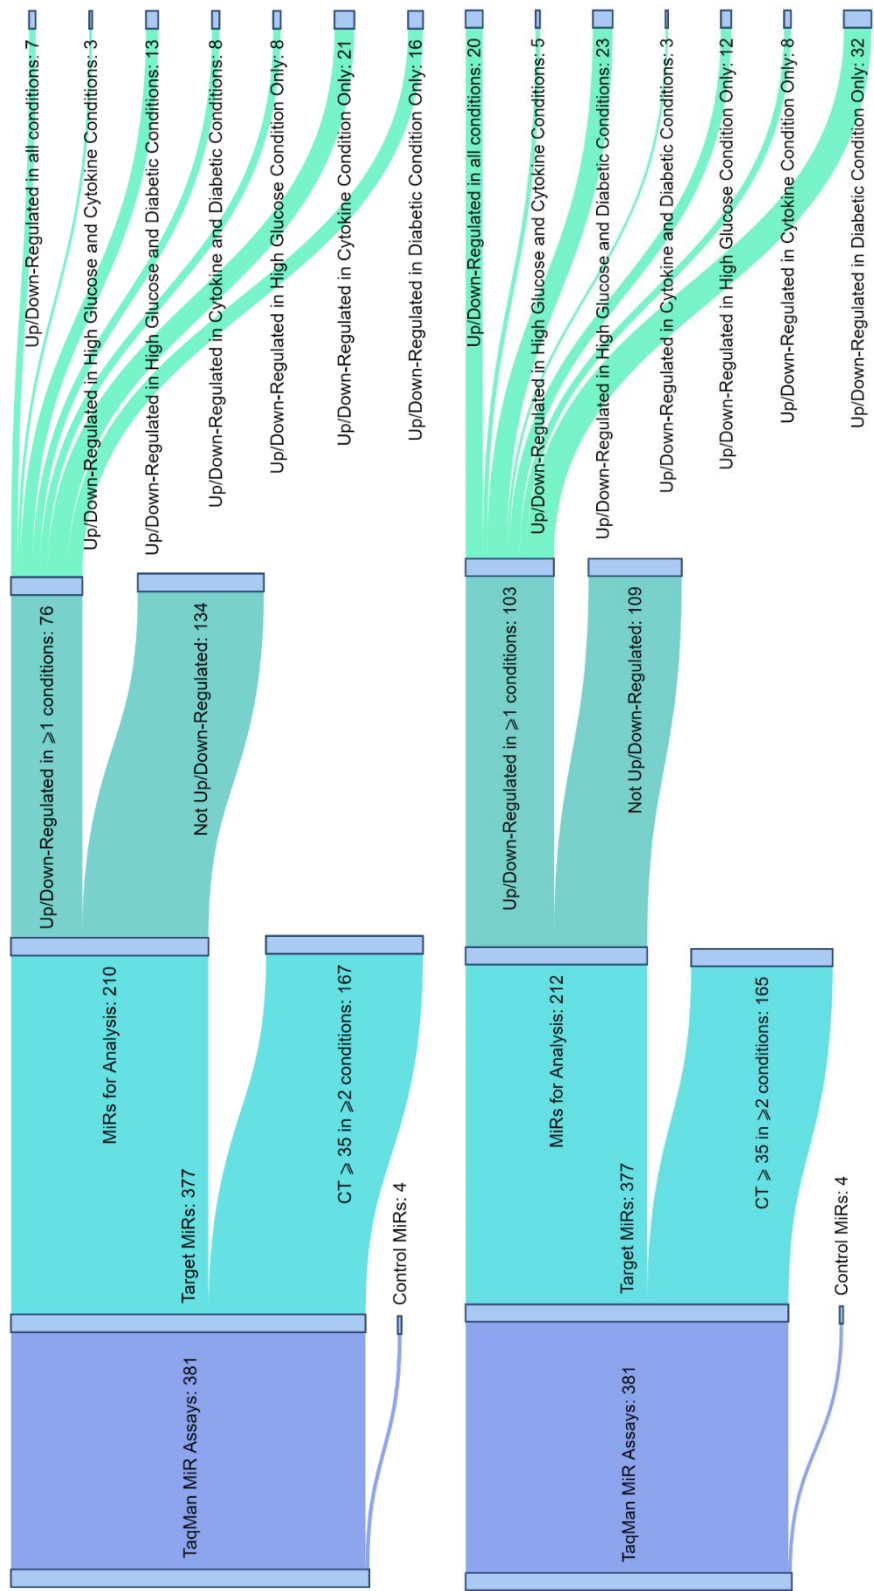 TaqMan MiR Assays: 381
Target MiRs: 377
Control MiRs: 4
MiRs for Analysis: 210
CT ⩾ 35 in ⩾2 conditions: 167
Up/Down-Regulated in ⩾1 conditions: 76
Not Up/Down-Regulated: 134
Up/Down-Regulated in all conditions: 7
Up/Down-Regulated in High Glucose and Cytokine Conditions: 3
Up/Down-Regulated in High Glucose and Diabetic Conditions: 13
Up/Down-Regulated in Cytokine and Diabetic Conditions: 8
Up/Down-Regulated in High Glucose Condition Only: 8
Up/Down-Regulated in Cytokine Condition Only: 21
Up/Down-Regulated in Diabetic Condition Only: 16
TaqMan MiR Assays: 381
Target MiRs: 377
Control MiRs: 4
MiRs for Analysis: 212
CT ⩾ 35 in ⩾2 conditions: 165
Up/Down-Regulated in ⩾1 conditions: 103
Not Up/Down-Regulated: 109
Up/Down-Regulated in all conditions: 20
Up/Down-Regulated in High Glucose and Cytokine Conditions: 5
Up/Down-Regulated in High Glucose and Diabetic Conditions: 23
Up/Down-Regulated in Cytokine and Diabetic Conditions: 3
Up/Down-Regulated in High Glucose Condition Only: 12
Up/Down-Regulated in Cytokine Condition Only: 8
Up/Down-Regulated in Diabetic Condition Only: 32